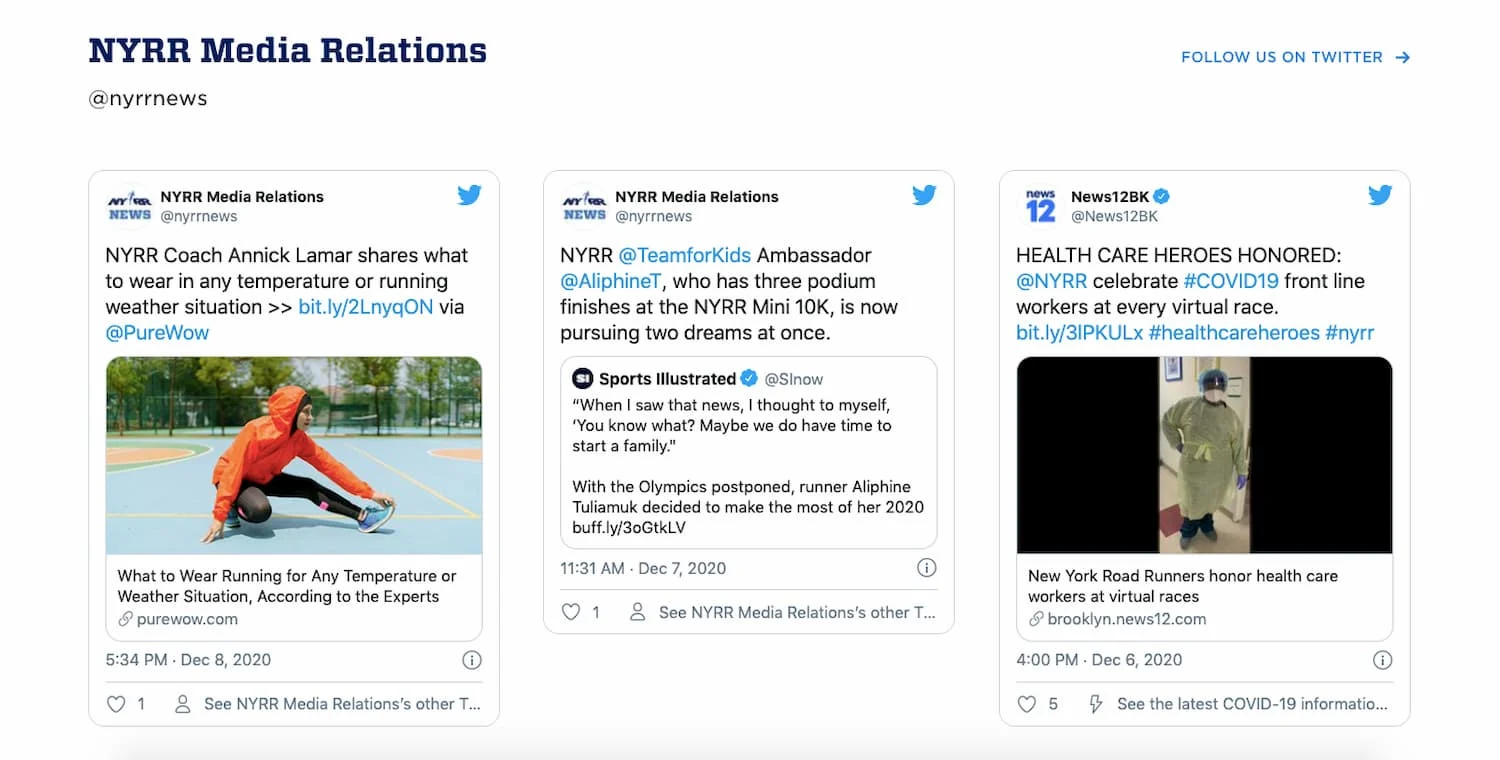 NYRR Media Relations
FOLLOW US ON TWITTER →
@nyrrnews
NYRR NEWS
NYRR Media Relations
@nyrrnews
NYRR Coach Annick Lamar shares what
to wear in any temperature or running
weather situation >> bit.ly/2LnyqON via
@PureWow
What to Wear Running for Any Temperature or
Weather Situation, According to the Experts
purewow.com
5:34 PM · Dec 8, 2020
1
See NYRR Media Relations’s other T...
NYRR NEWS
NYRR Media Relations
@nyrrnews
NYRR @TeamforKids Ambassador
@AliphineT, who has three podium
finishes at the NYRR Mini 10K, is now
pursuing two dreams at once.
SI Sports Illustrated @SInow
“When I saw that news, I thought to myself,
‘You know what? Maybe we do have time to
start a family."
With the Olympics postponed, runner Aliphine
Tuliamuk decided to make the most of her 2020
buff.ly/3oGtkLV
11:31 AM · Dec 7, 2020
1
See NYRR Media Relations’s other T...
news 12
News12BK
@News12BK
HEALTH CARE HEROES HONORED:
@NYRR celebrate #COVID19 front line
workers at every virtual race.
bit.ly/3lPKULx #healthcareheroes #nyrr
New York Road Runners honor health care
workers at virtual races
brooklyn.news12.com
4:00 PM · Dec 6, 2020
5
See the latest COVID-19 informatio...